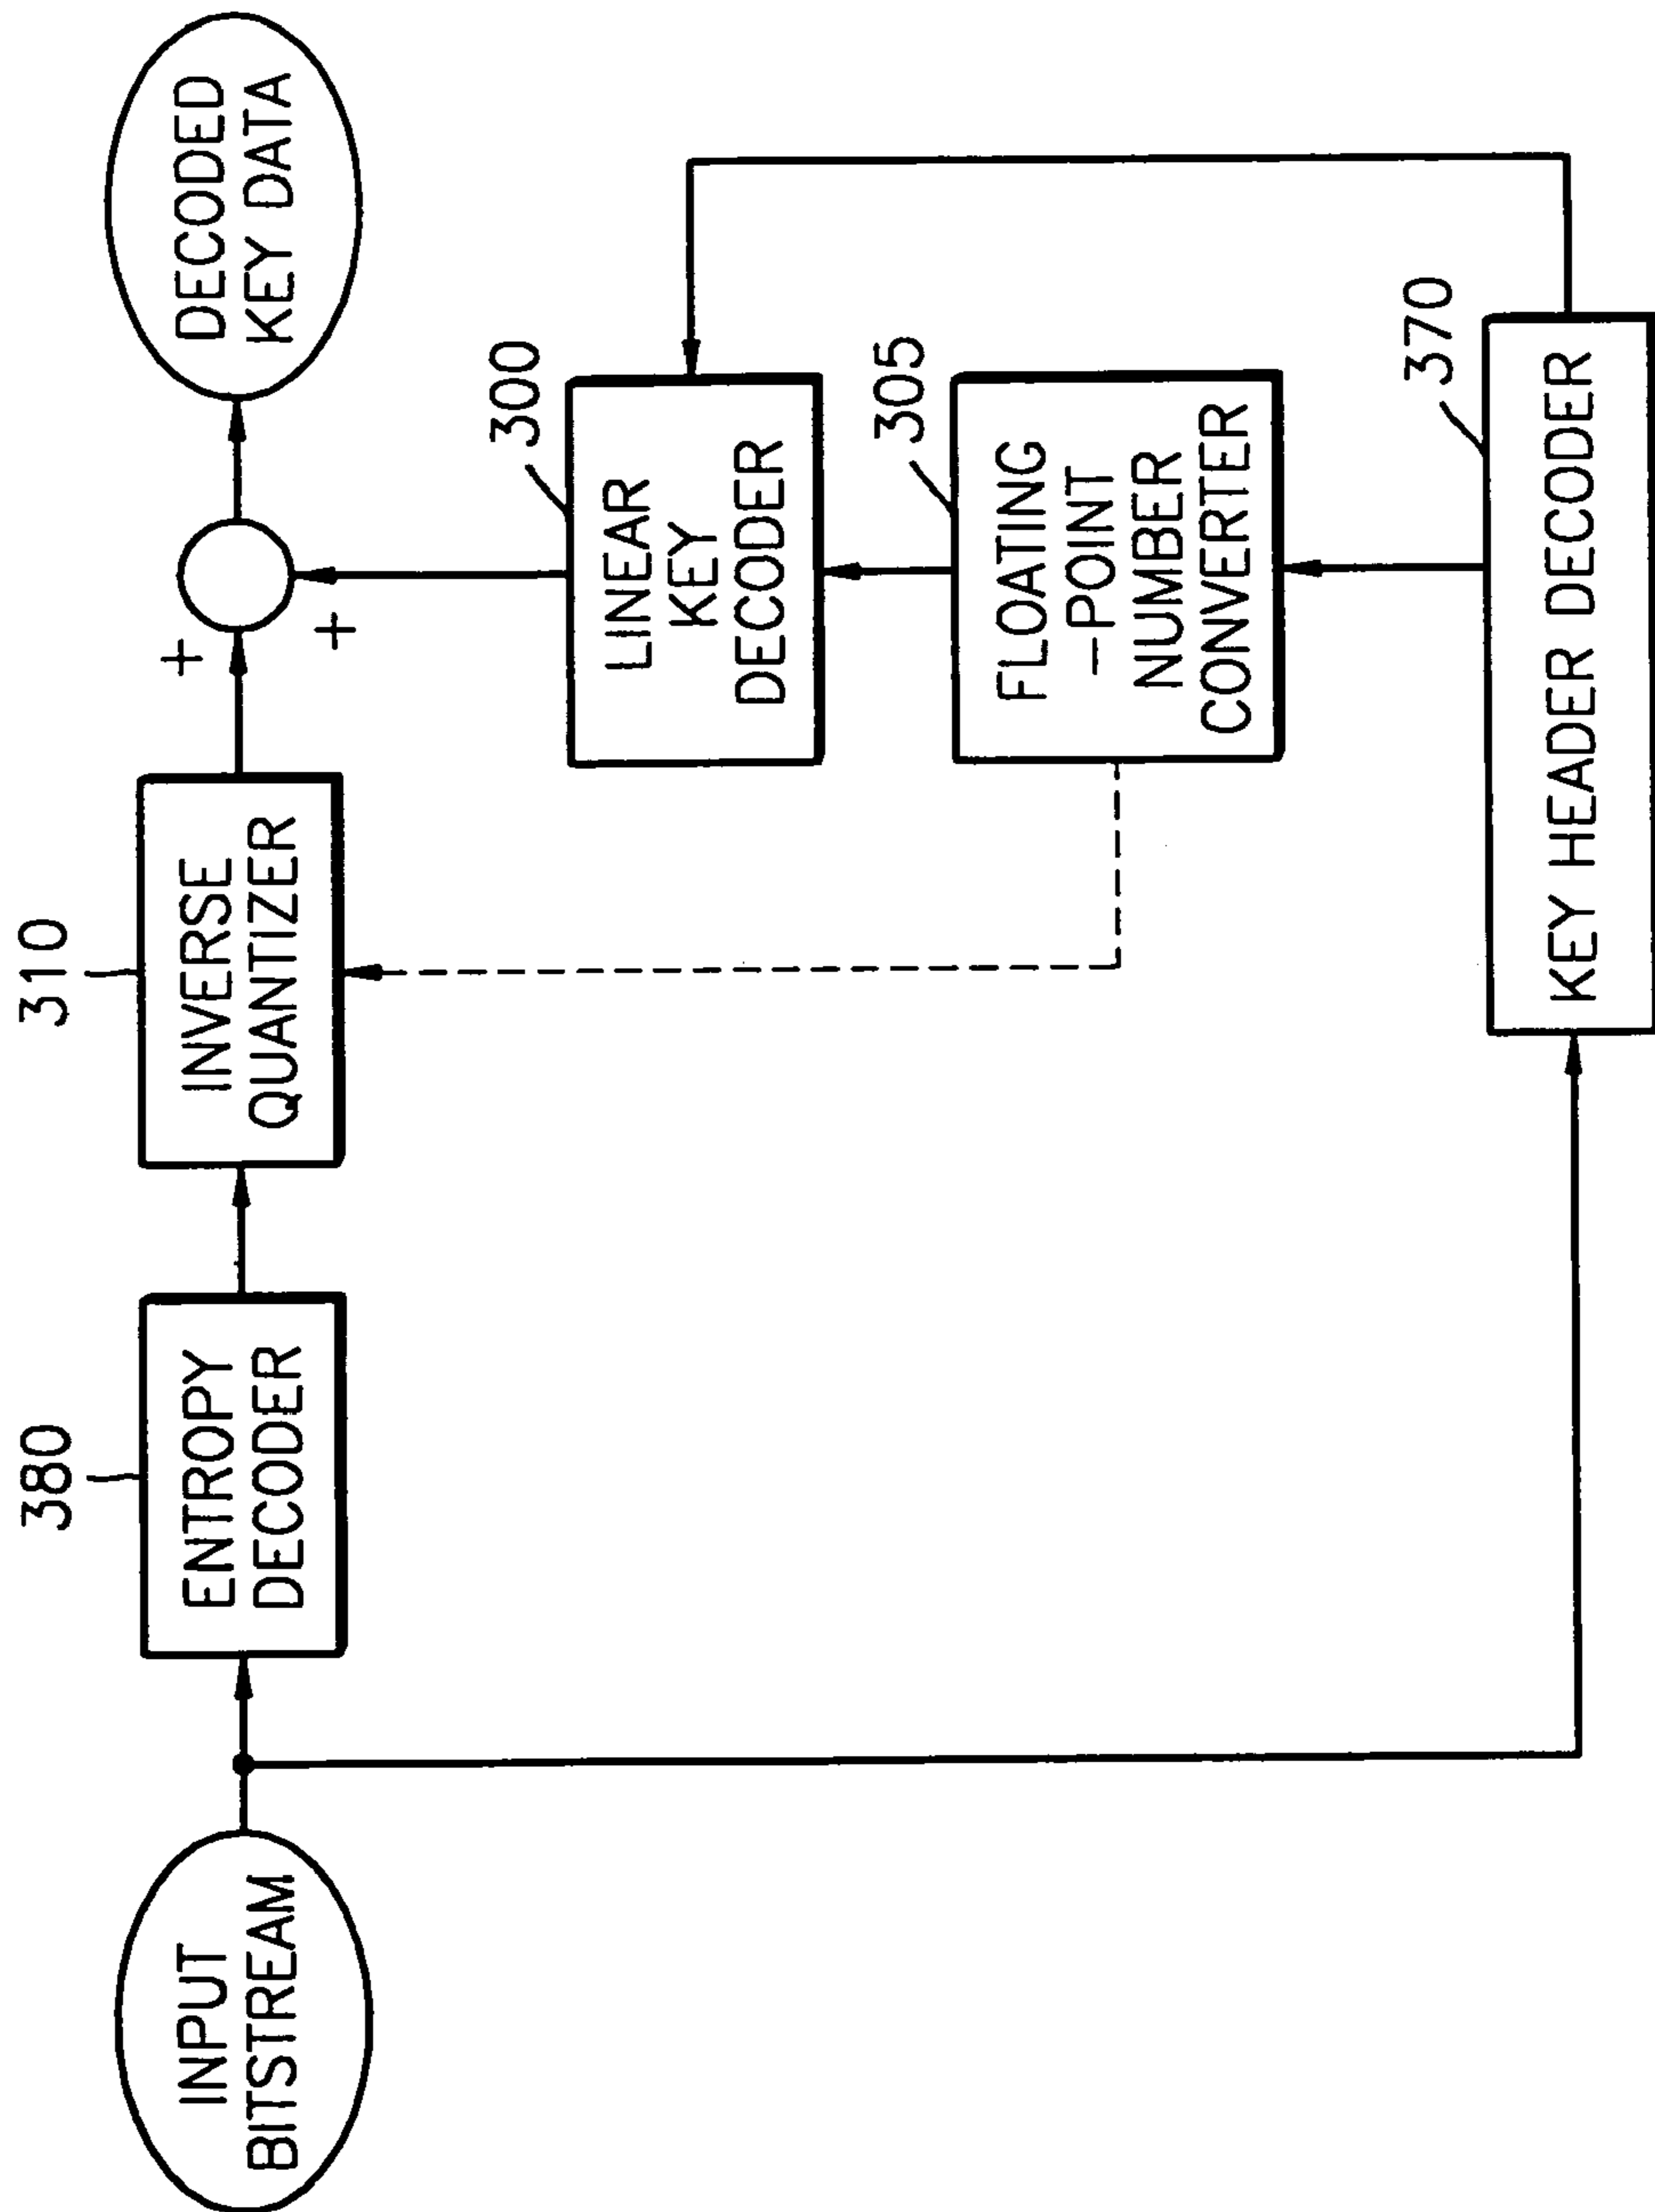 380
310
INPUT
BITSTREAM
ENTROPY
DECODER
INVERSE
QUANTIZER
+
+
DECODED
KEY DATA
300
LINEAR
KEY
DECODER
305
FLOATING
-POINT
NUMBER
CONVERTER
370
KEY HEADER DECODER